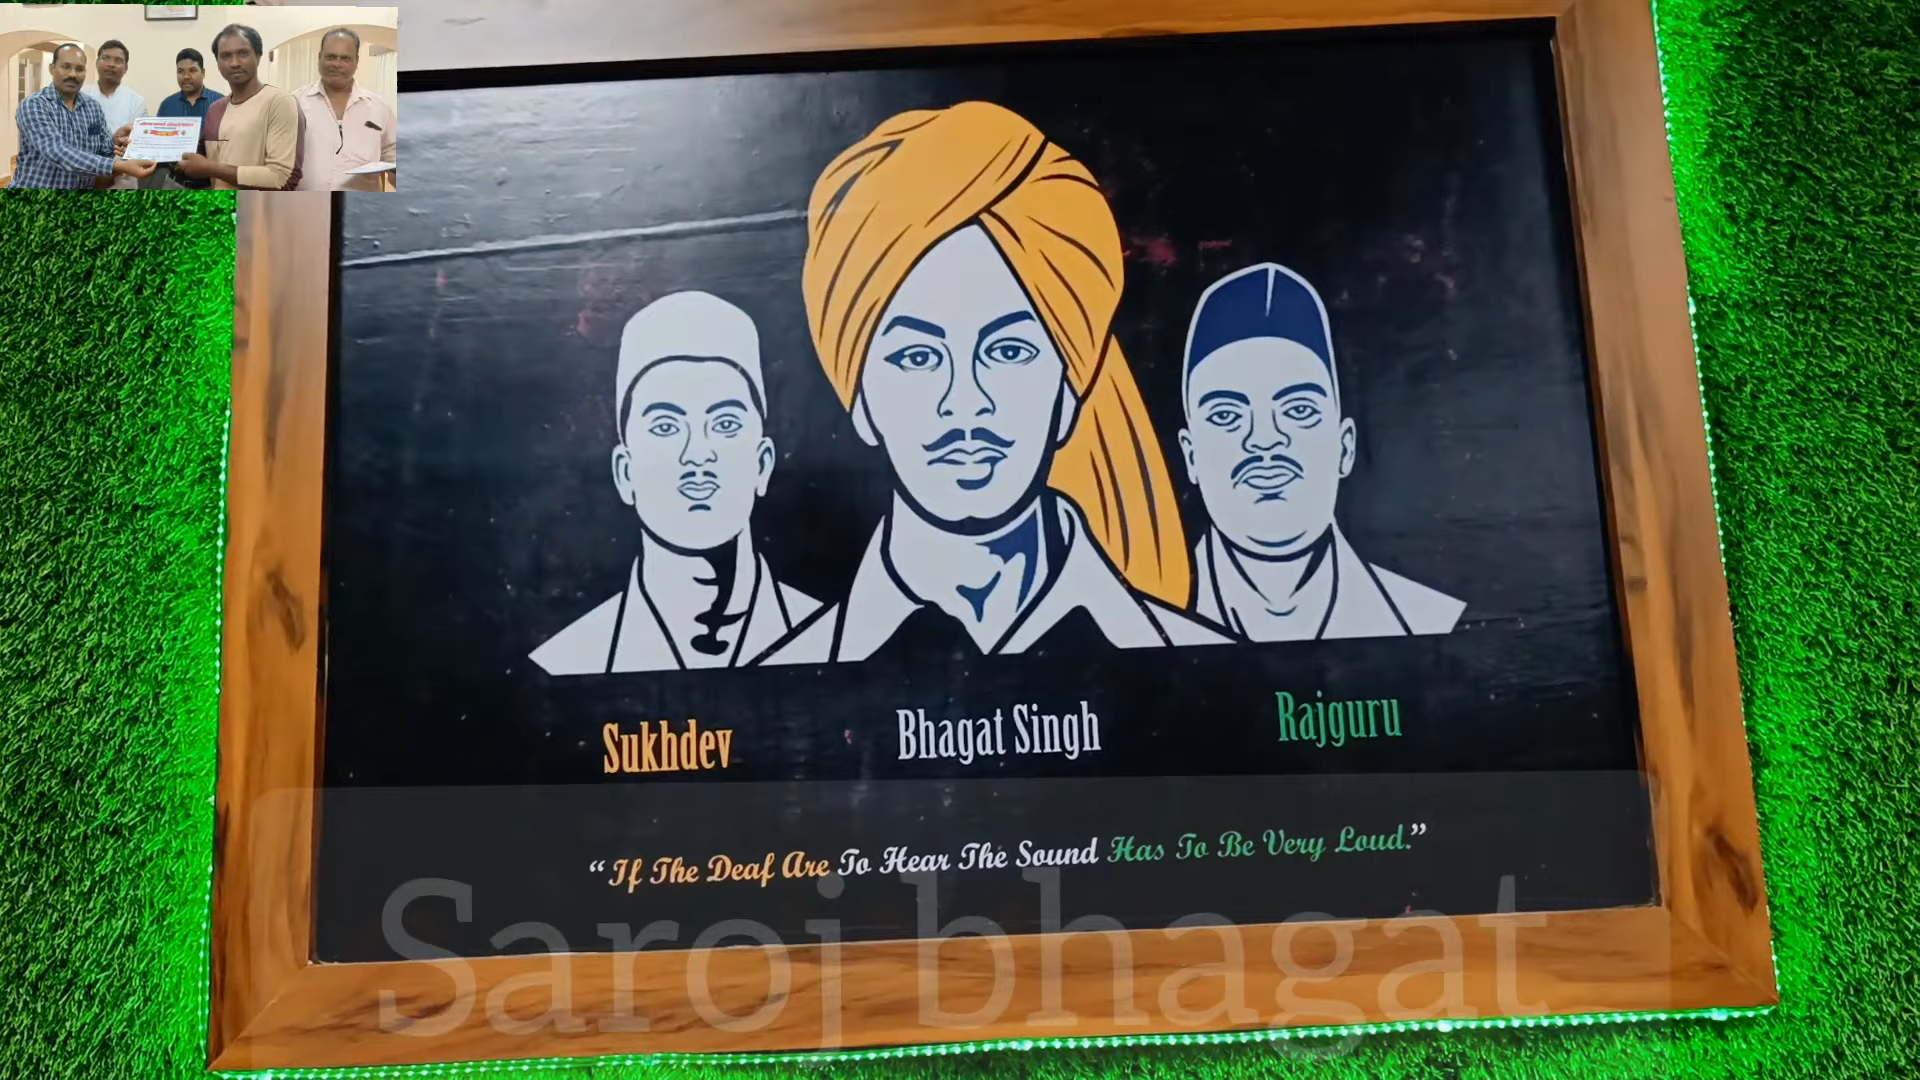 Sukhdev
Bhagat Singh
Rajguru
“If The Deaf Are To Hear The Sound Has To Be Very Loud.”
Saroj bhagat